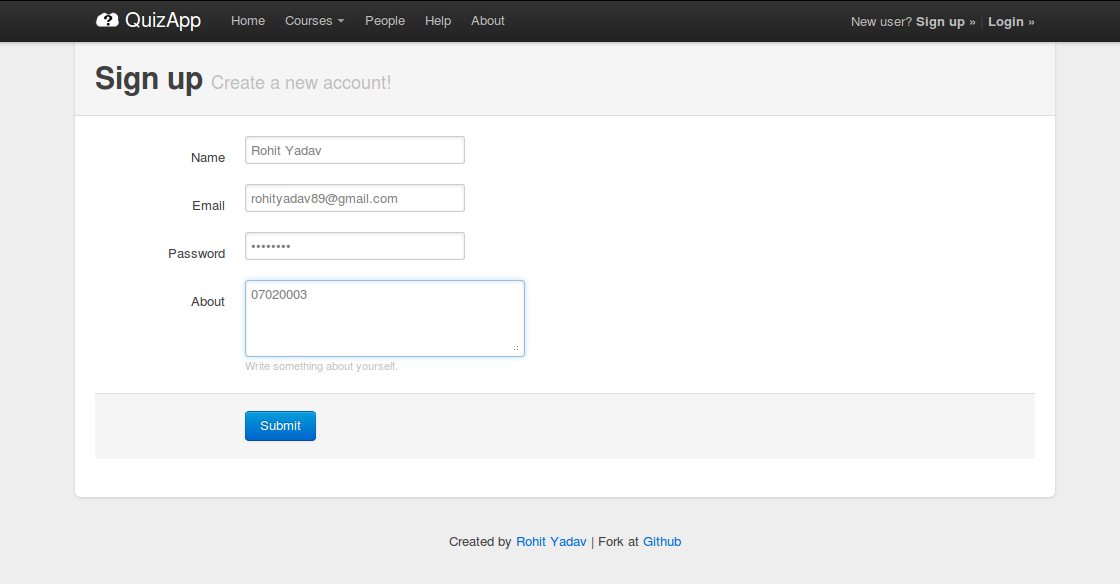 QuizApp Home Courses People Help About New user? Sign up » Login »
Sign up Create a new account!
Name Rohit Yadav
Email rohityadav89@gmail.com
Password ••••••••
About 07020003
Write something about yourself.
Submit
Created by Rohit Yadav | Fork at Github